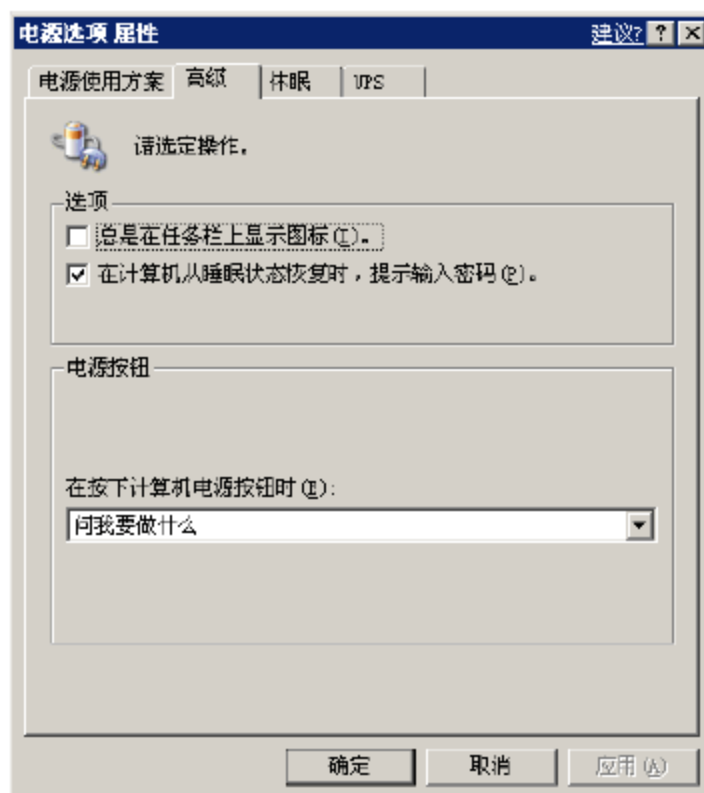 电源选项 属性 建议?
电源使用方案 高级 休眠 UPS
请选定操作。
选项
总是在任务栏上显示图标(I)。
在计算机从睡眠状态恢复时，提示输入密码(P)。
电源按钮
在按下计算机电源按钮时(E):
问我要做什么
确定 取消 应用(A)